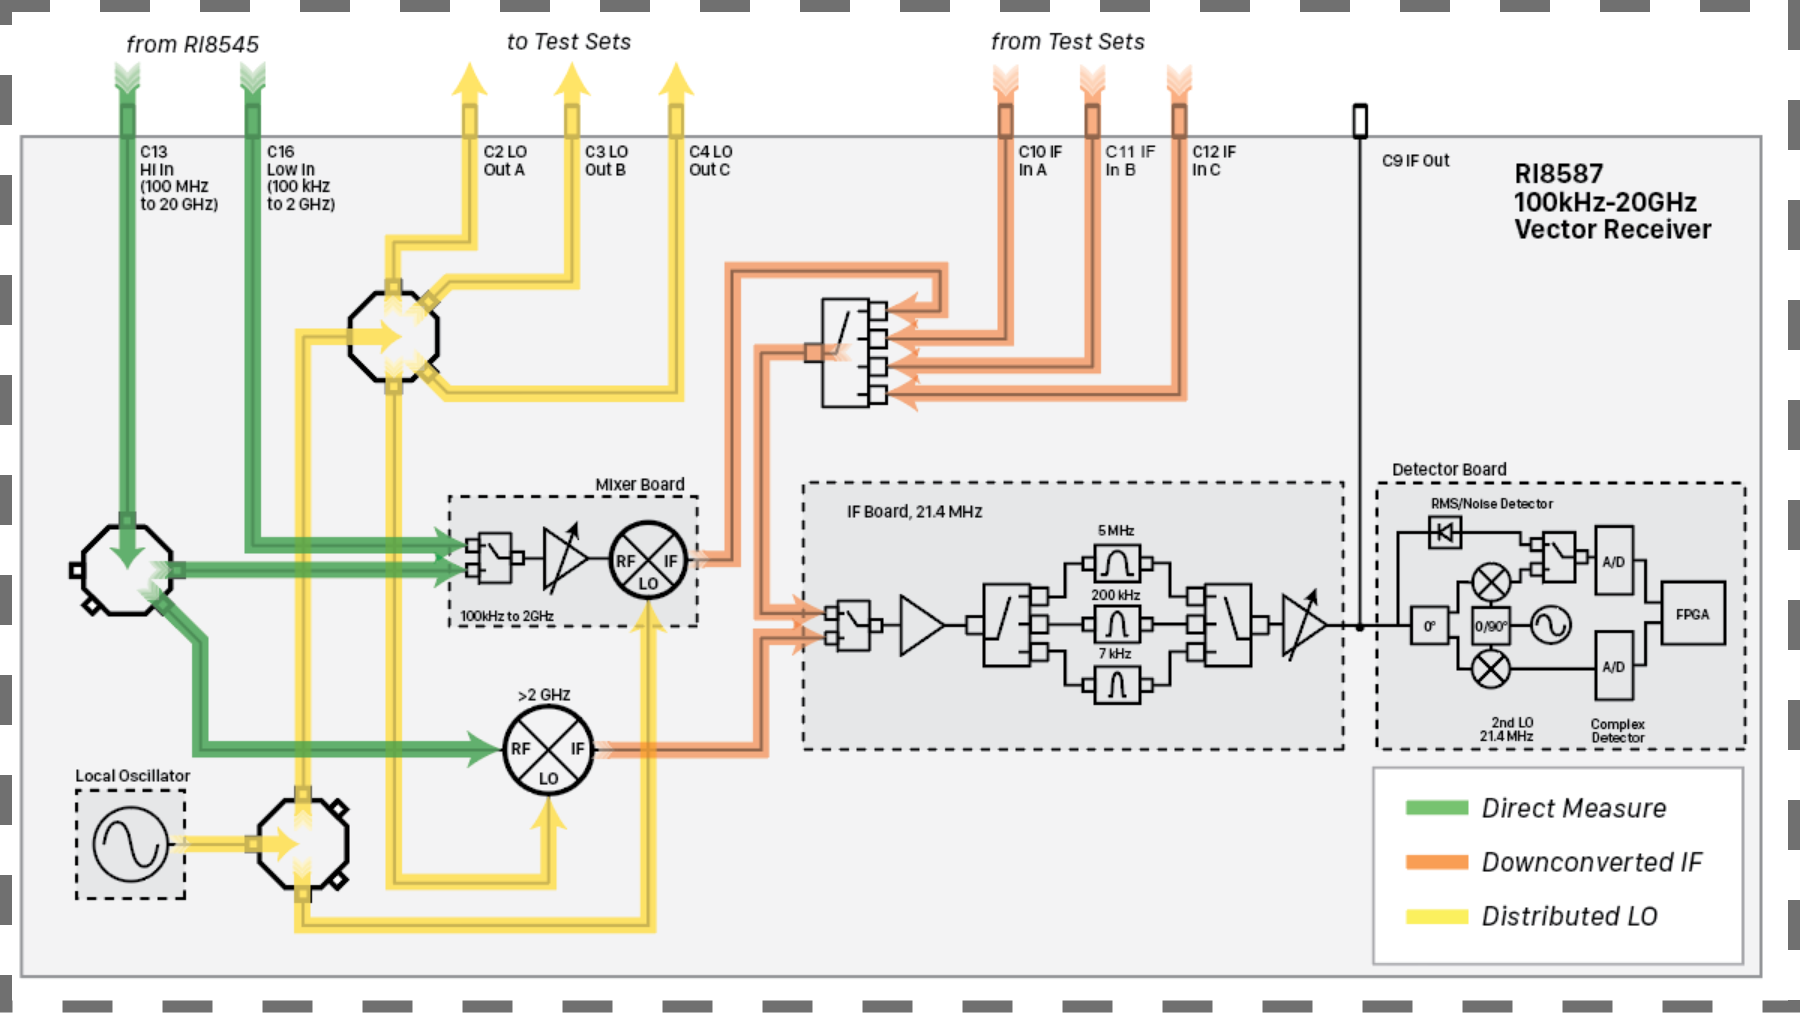 from RI8545
to Test Sets
from Test Sets
C13
Hi In
(100 MHz
to 20 GHz)
C16
Low In
(100 kHz
to 2 GHz)
C2 LO
Out A
C3 LO
Out B
C4 LO
Out C
C10 IF
In A
C11 IF
In B
C12 IF
In C
C9 IF Out
RI8587
100kHz-20GHz
Vector Receiver
Mixer Board
RF
IF
LO
100kHz to 2GHz
IF Board, 21.4 MHz
5 MHz
200 kHz
7 kHz
Detector Board
RMS/Noise Detector
A/D
0°
0/90°
FPGA
A/D
2nd LO
21.4 MHz
Complex
Detector
>2 GHz
RF
IF
LO
Local Oscillator
Direct Measure
Downconverted IF
Distributed LO